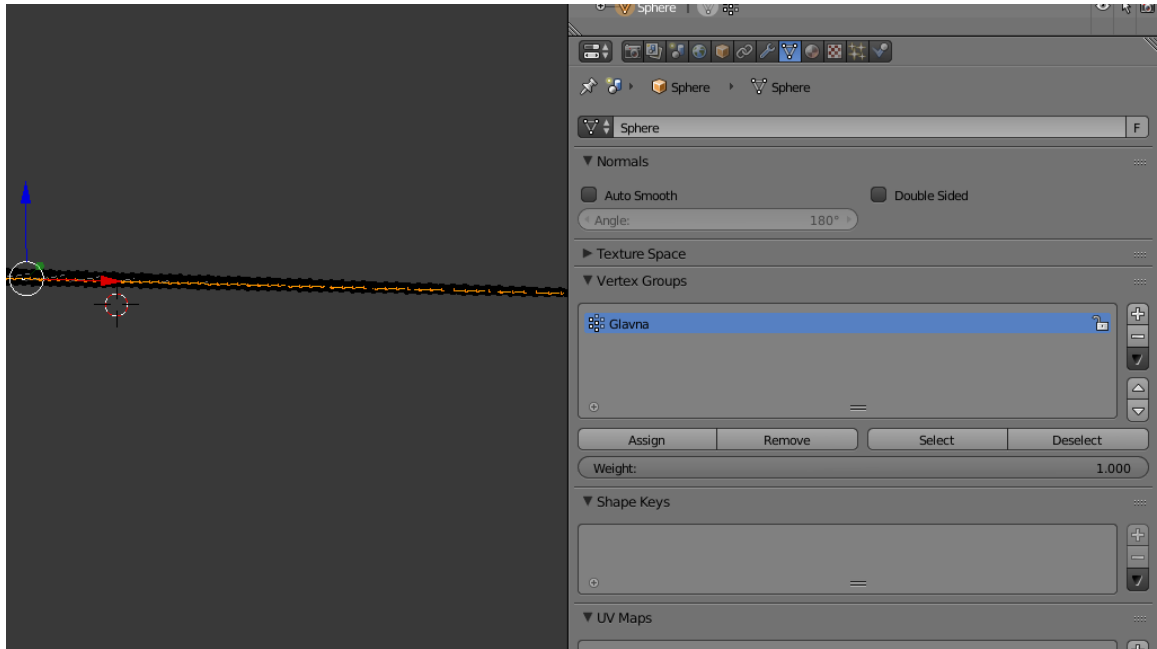 Sphere
Sphere Sphere
Sphere F
Normals
Auto Smooth Double Sided
Angle: 180°
Texture Space
Vertex Groups
Glavna
Assign Remove Select Deselect
Weight: 1.000
Shape Keys
UV Maps